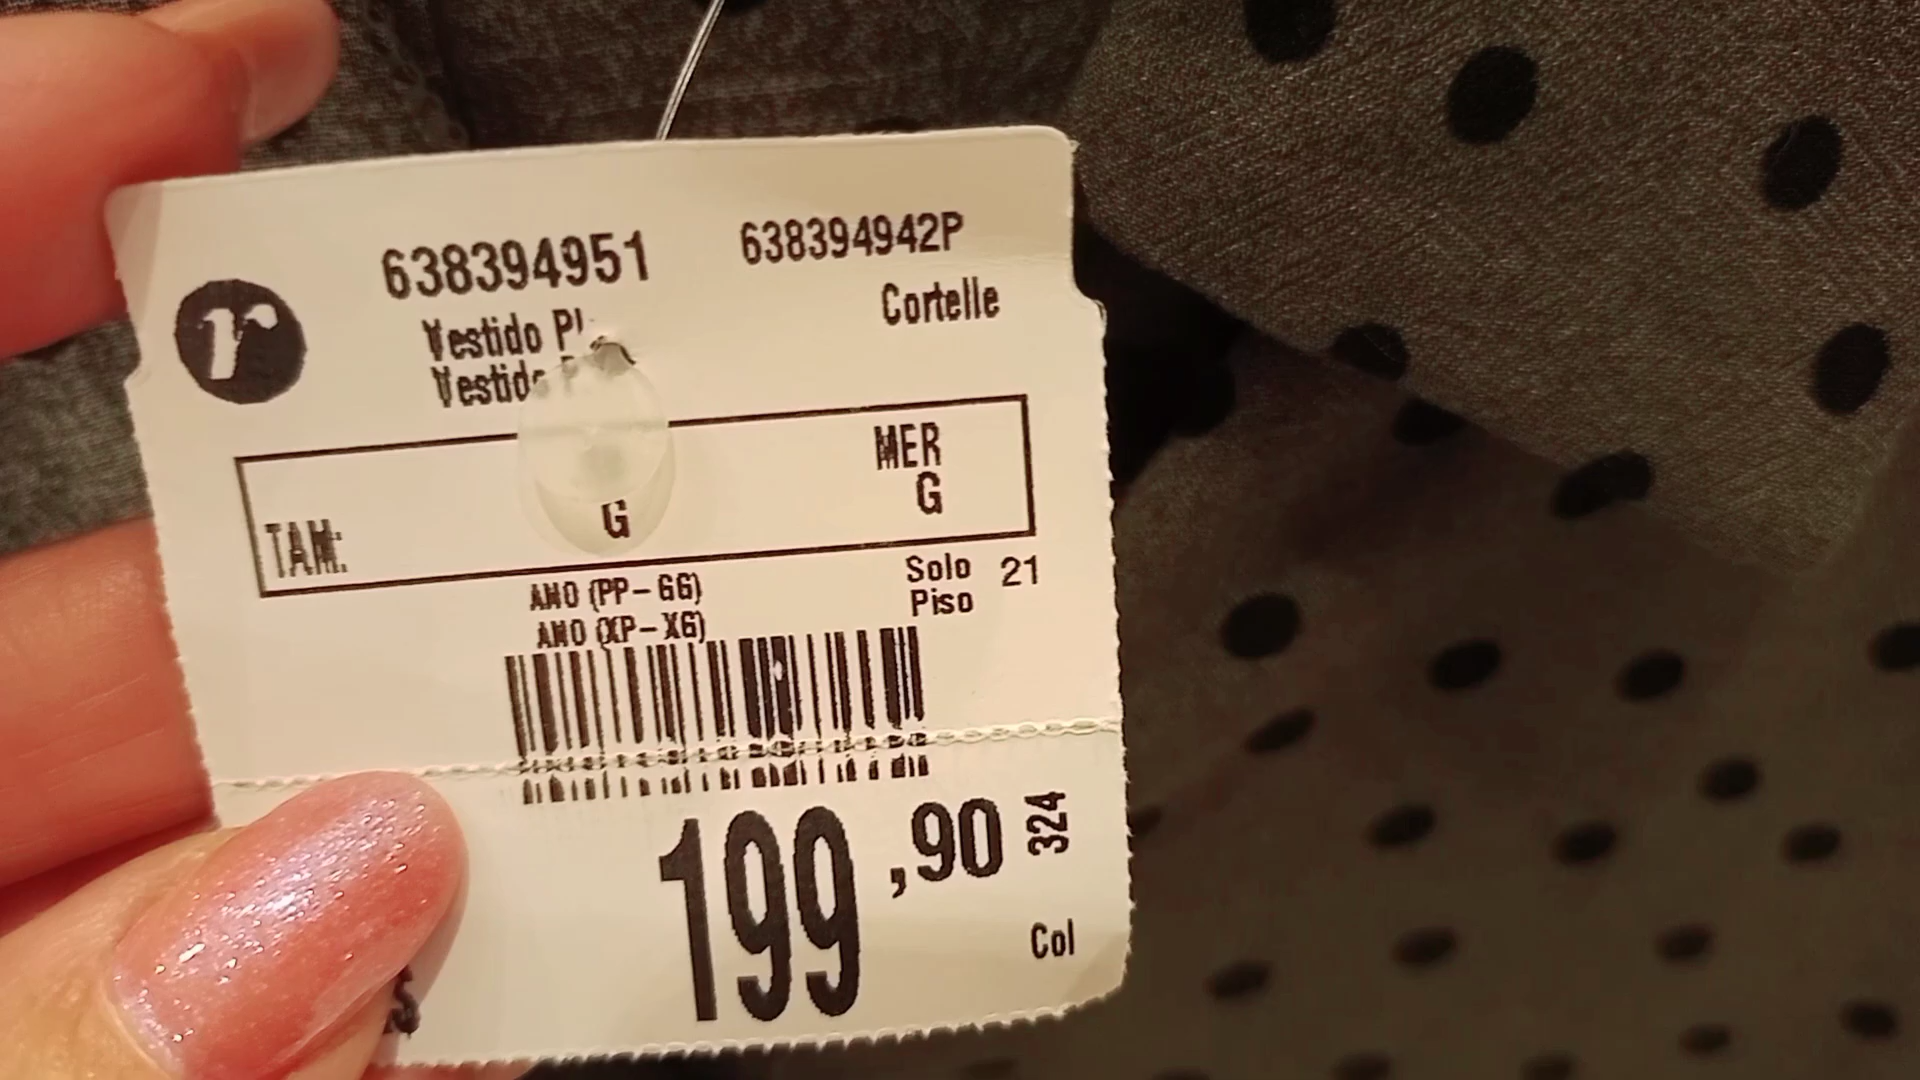 638394951 638394942P
r
Vestido
Cortelle
Vestido
MER
TAM: G G
ANO (PP-GG)
ANO (XP-XG)
Solo 21
Piso
199,90
324
Col